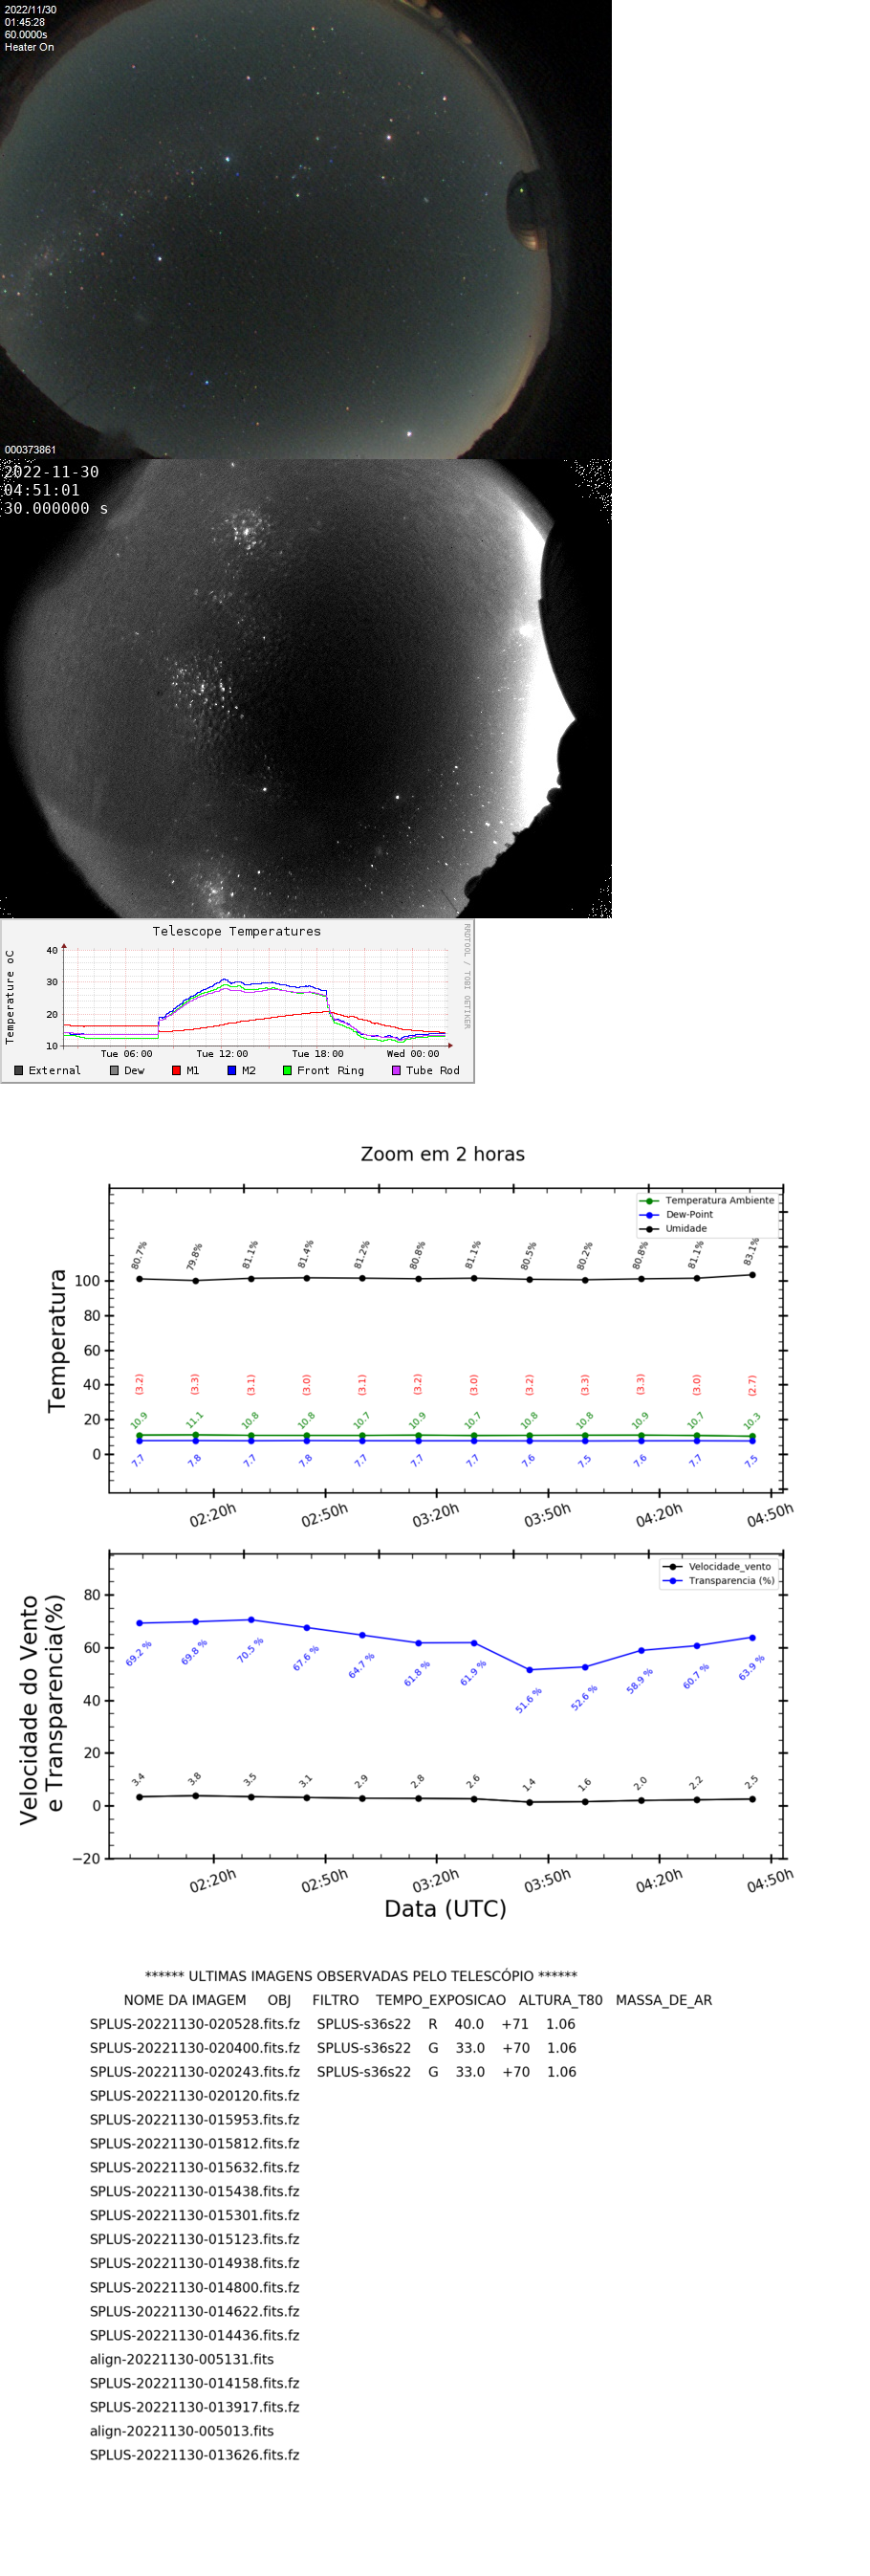 2022/11/30
01:45:28
60.0000s
Heater On
000373861
2022-11-30
04:51:01
30.000000 s
Telescope Temperatures
RRDTOOL / TOBI OETIKER
Temperature oC
40
30
20
10
Tue 06:00 Tue 12:00 Tue 18:00 Wed 00:00
External Dew M1 M2 Front Ring Tube Rod
Zoom em 2 horas
Temperatura Ambiente
Dew-Point
Umidade
Temperatura
100
80
60
40
20
0
80.7% 79.8% 81.1% 81.4% 81.2% 80.8% 81.1% 80.5% 80.2% 80.8% 81.1% 83.1%
(3.2) (3.3) (3.1) (3.0) (3.1) (3.2) (3.0) (3.2) (3.3) (3.3) (3.0) (2.7)
10.9 11.1 10.8 10.8 10.7 10.9 10.7 10.8 10.8 10.9 10.7 10.3
7.7 7.8 7.7 7.8 7.7 7.7 7.7 7.6 7.5 7.6 7.7 7.5
02:20h 02:50h 03:20h 03:50h 04:20h 04:50h
Velocidade_vento
Transparencia (%)
Velocidade do Vento
e Transparencia(%)
80
60
40
20
0
−20
69.2 % 69.8 % 70.5 % 67.6 % 64.7 % 61.8 % 61.9 % 51.6 % 52.6 % 58.9 % 60.7 % 63.9 %
3.4 3.8 3.5 3.1 2.9 2.8 2.6 1.4 1.6 2.0 2.2 2.5
02:20h 02:50h 03:20h 03:50h 04:20h 04:50h
Data (UTC)
****** ULTIMAS IMAGENS OBSERVADAS PELO TELESCÓPIO ******
NOME DA IMAGEM OBJ FILTRO TEMPO_EXPOSICAO ALTURA_T80 MASSA_DE_AR
SPLUS-20221130-020528.fits.fz SPLUS-s36s22 R 40.0 +71 1.06
SPLUS-20221130-020400.fits.fz SPLUS-s36s22 G 33.0 +70 1.06
SPLUS-20221130-020243.fits.fz SPLUS-s36s22 G 33.0 +70 1.06
SPLUS-20221130-020120.fits.fz
SPLUS-20221130-015953.fits.fz
SPLUS-20221130-015812.fits.fz
SPLUS-20221130-015632.fits.fz
SPLUS-20221130-015438.fits.fz
SPLUS-20221130-015301.fits.fz
SPLUS-20221130-015123.fits.fz
SPLUS-20221130-014938.fits.fz
SPLUS-20221130-014800.fits.fz
SPLUS-20221130-014622.fits.fz
SPLUS-20221130-014436.fits.fz
align-20221130-005131.fits
SPLUS-20221130-014158.fits.fz
SPLUS-20221130-013917.fits.fz
align-20221130-005013.fits
SPLUS-20221130-013626.fits.fz